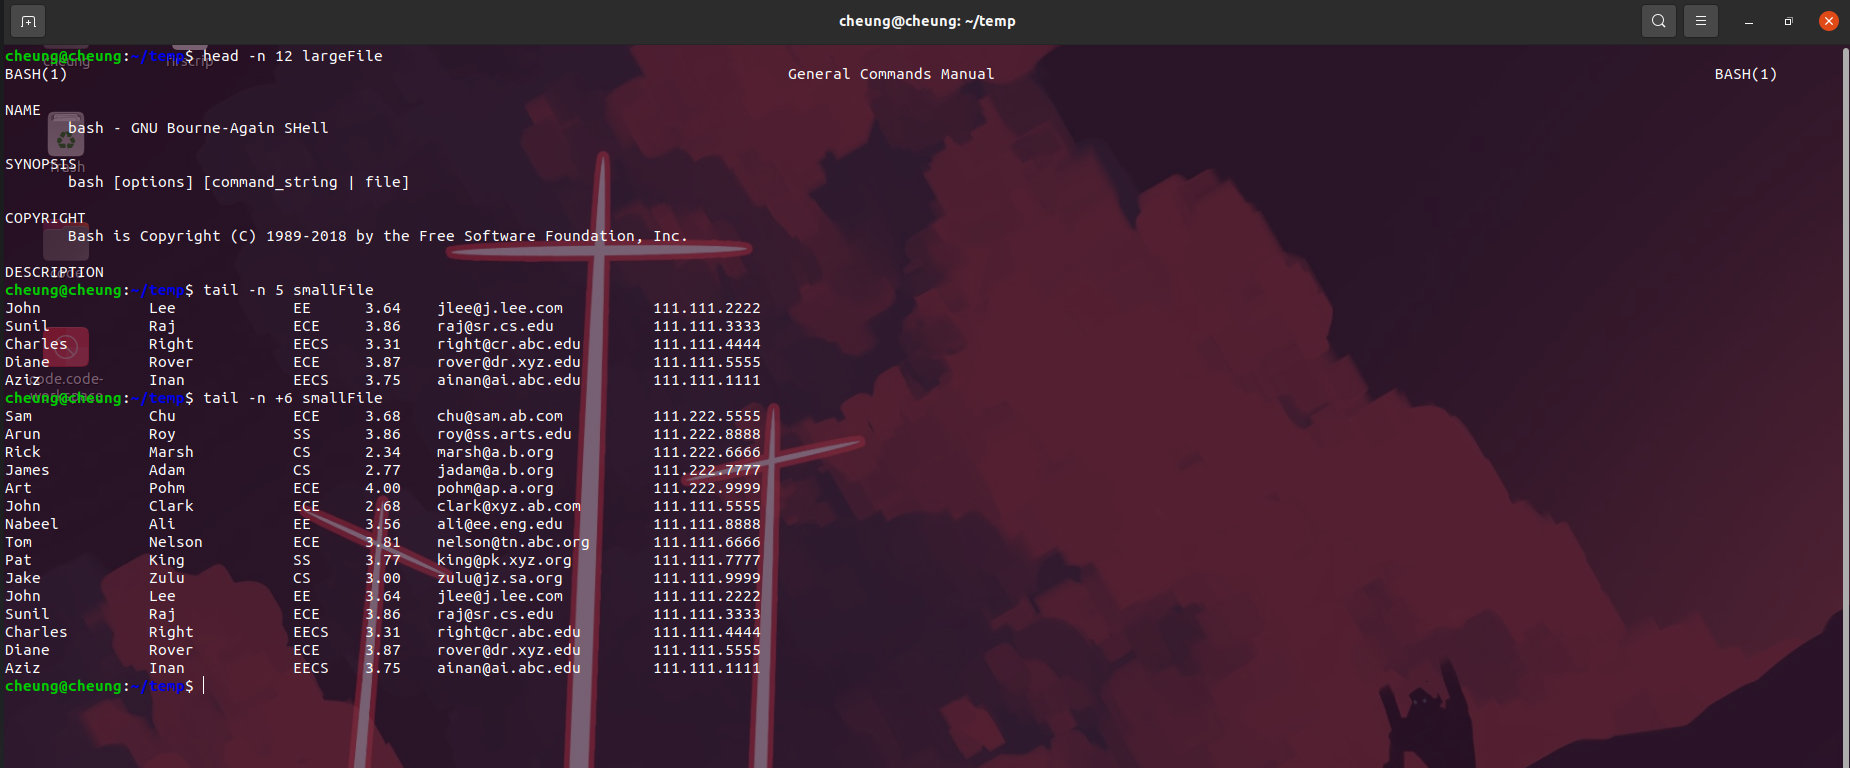 cheung@cheung: ~/temp
cheung@cheung:~/temp$ head -n 12 largeFile
BASH(1) General Commands Manual BASH(1)
NAME
bash - GNU Bourne-Again SHell
SYNOPSIS
bash [options] [command_string | file]
COPYRIGHT
Bash is Copyright (C) 1989-2018 by the Free Software Foundation, Inc.
DESCRIPTION
cheung@cheung:~/temp$ tail -n 5 smallFile
John Lee EE 3.64 jlee@j.lee.com 111.111.2222
Sunil Raj ECE 3.86 raj@sr.cs.edu 111.111.3333
Charles Right EECS 3.31 right@cr.abc.edu 111.111.4444
Diane Rover ECE 3.87 rover@dr.xyz.edu 111.111.5555
Aziz Inan EECS 3.75 ainan@ai.abc.edu 111.111.1111
cheung@cheung:~/temp$ tail -n +6 smallFile
Sam Chu ECE 3.68 chu@sam.ab.com 111.222.5555
Arun Roy SS 3.86 roy@ss.arts.edu 111.222.8888
Rick Marsh CS 2.34 marsh@a.b.org 111.222.6666
James Adam CS 2.77 jadam@a.b.org 111.222.7777
Art Pohm ECE 4.00 pohm@ap.a.org 111.222.9999
John Clark ECE 2.68 clark@xyz.ab.com 111.111.5555
Nabeel Ali EE 3.56 ali@ee.eng.edu 111.111.8888
Tom Nelson ECE 3.81 nelson@tn.abc.org 111.111.6666
Pat King SS 3.77 king@pk.xyz.org 111.111.7777
Jake Zulu CS 3.00 zulu@jz.sa.org 111.111.9999
John Lee EE 3.64 jlee@j.lee.com 111.111.2222
Sunil Raj ECE 3.86 raj@sr.cs.edu 111.111.3333
Charles Right EECS 3.31 right@cr.abc.edu 111.111.4444
Diane Rover ECE 3.87 rover@dr.xyz.edu 111.111.5555
Aziz Inan EECS 3.75 ainan@ai.abc.edu 111.111.1111
cheung@cheung:~/temp$
cheung
Trash
code
code.code-
workspace